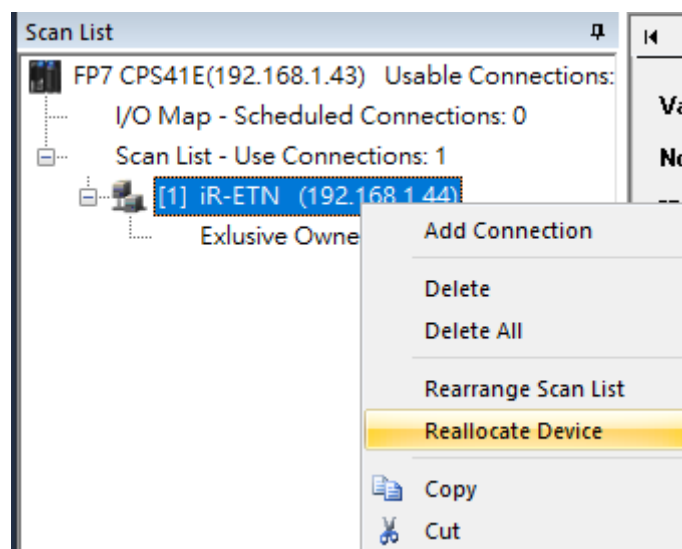 Scan List
FP7 CPS41E(192.168.1.43) Usable Connections:
I/O Map - Scheduled Connections: 0
Scan List - Use Connections: 1
[1] iR-ETN (192.168.1.44)
Exlusive Owne
Add Connection
Delete
Delete All
Rearrange Scan List
Reallocate Device
Copy
Cut
Va
No